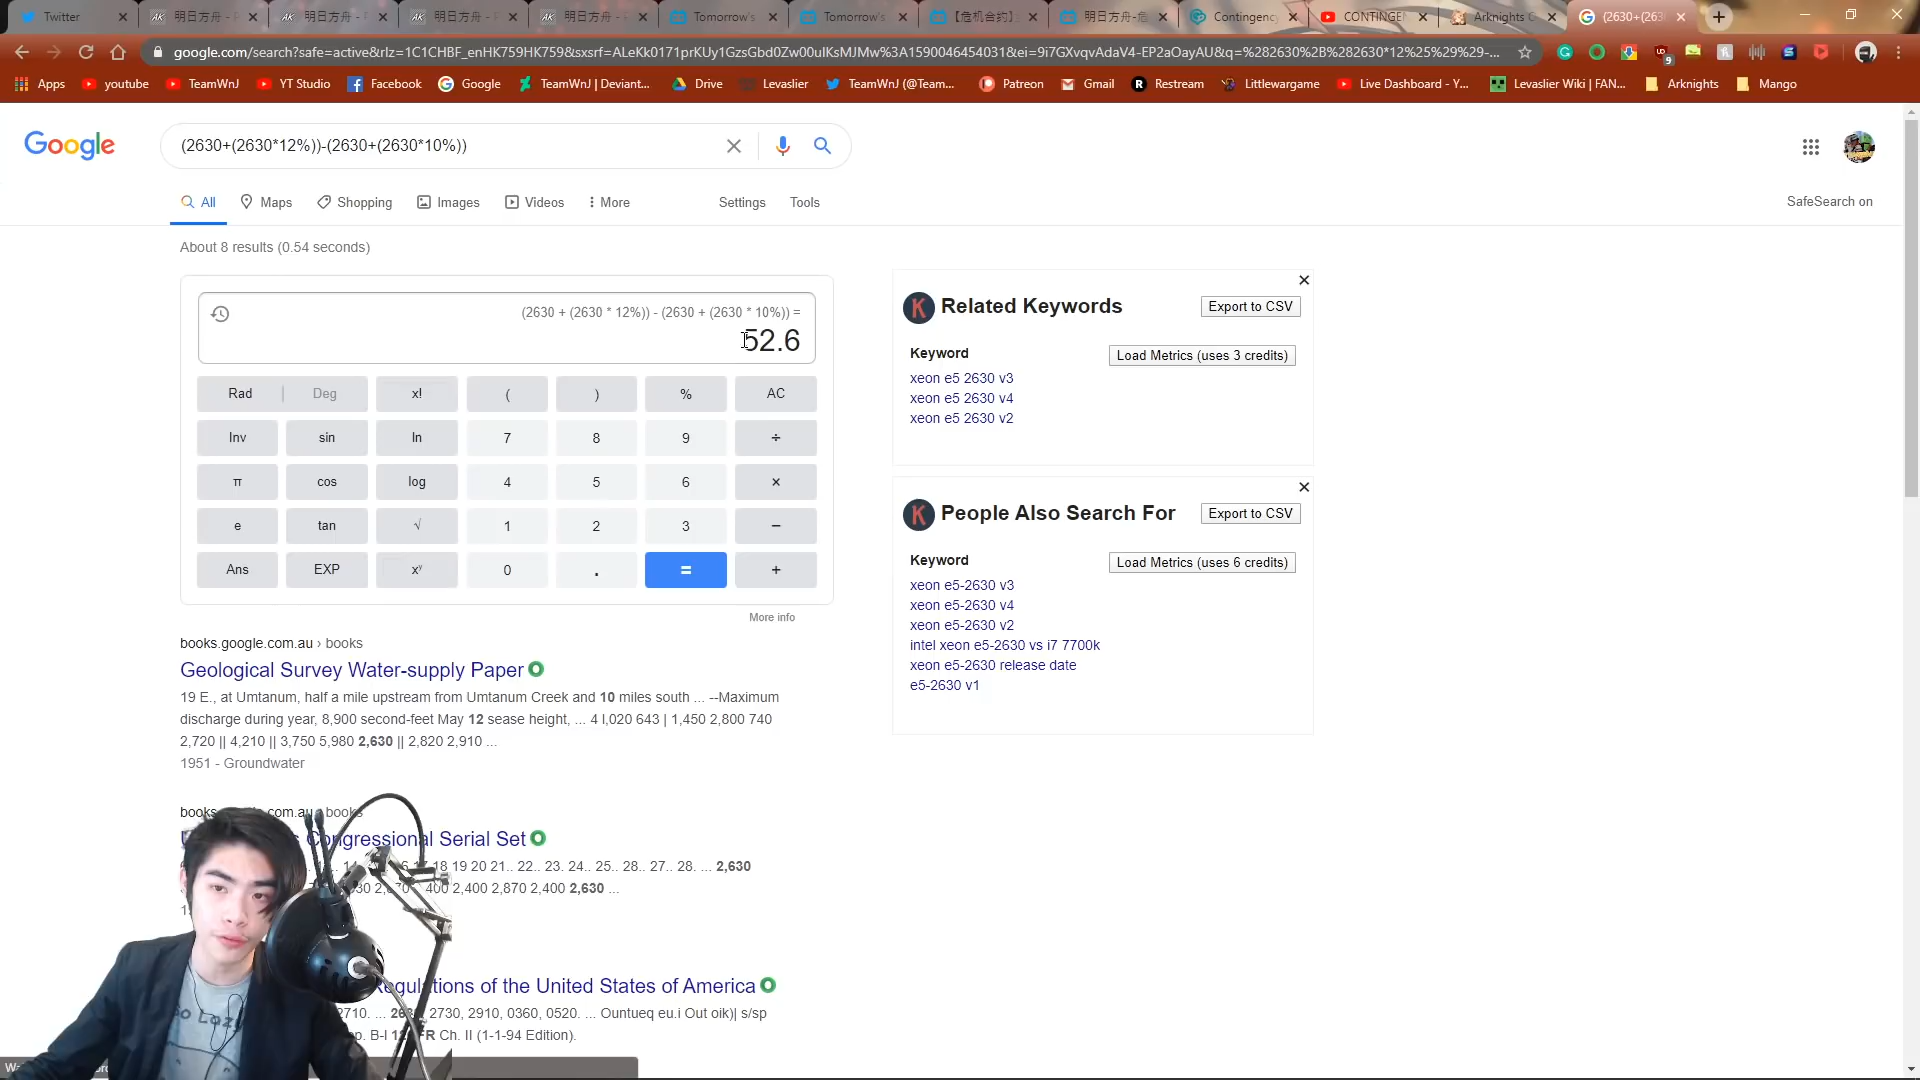 Twitter
明日方舟 - P
明日方舟 - P
明日方舟 - P
明日方舟 - P
Tomorrow's
Tomorrow's
【危机合約】
明日方舟-危
Contingency
CONTINGEN
Arknights C
(2630+(263
google.com/search?safe=active&rlz=1C1CHBF_enHK759HK759&sxsrf=ALeKk0171prKUy1GzsGbd0Zw00uIKsMJMw%3A1590046454031&ei=9i7GXvqvAdaV4-EP2aOayAU&q=%282630%2B%282630*12%25%29%29-...
9
Apps
youtube
TeamWnJ
YT Studio
Facebook
Google
TeamWnJ | Deviant...
Drive
Levaslier
TeamWnJ (@Team...
Patreon
Gmail
Restream
Littlewargame
Live Dashboard - Y...
Levaslier Wiki | FAN...
Arknights
Mango
Google
(2630+(2630*12%))-(2630+(2630*10%))
All
Maps
Shopping
Images
Videos
More
Settings
Tools
SafeSearch on
About 8 results (0.54 seconds)
(2630 + (2630 * 12%)) - (2630 + (2630 * 10%)) =
52.6
Rad | Deg x! ( ) % AC
Inv sin ln 7 8 9 ÷
π cos log 4 5 6 ×
e tan √ 1 2 3 −
Ans EXP xʸ 0 . = +
More info
Related Keywords
Export to CSV
Keyword
Load Metrics (uses 3 credits)
xeon e5 2630 v3
xeon e5 2630 v4
xeon e5 2630 v2
People Also Search For
Export to CSV
Keyword
Load Metrics (uses 6 credits)
xeon e5-2630 v3
xeon e5-2630 v4
xeon e5-2630 v2
intel xeon e5-2630 vs i7 7700k
xeon e5-2630 release date
e5-2630 v1
books.google.com.au › books
Geological Survey Water-supply Paper
19 E., at Umtanum, half a mile upstream from Umtanum Creek and 10 miles south ... --Maximum
discharge during year, 8,900 second-feet May 12 sease height, ... 4 l,020 643 | 1,450 2,800 740
2,720 || 4,210 || 3,750 5,980 2,630 || 2,820 2,910 ...
1951 - Groundwater
books com.au › books
Congressional Serial Set
18 19 20 21.. 22.. 23. 24.. 25.. 28.. 27.. 28. ... 2,630
400 2,400 2,870 2,400 2,630 ...
Regulations of the United States of America
2710. ... 2730, 2910, 0360, 0520. ... Ountueq eu.i Out oik)| s/sp
B-I FR Ch. II (1-1-94 Edition).